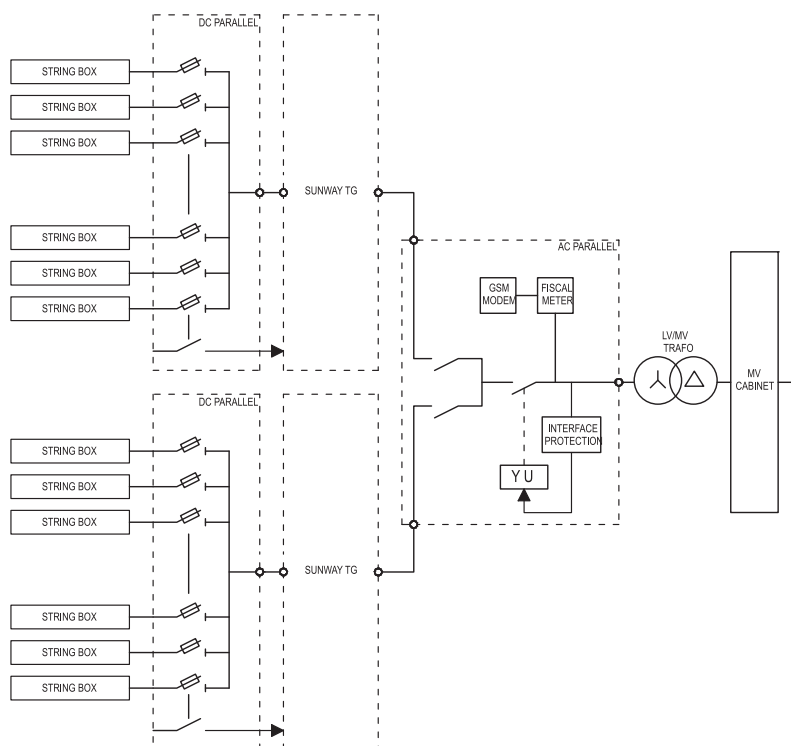 DC PARALLEL
STRING BOX
STRING BOX
STRING BOX
SUNWAY TG
STRING BOX
STRING BOX
STRING BOX
AC PARALLEL
GSM
MODEM
FISCAL
METER
LV/MV
TRAFO
MV
CABINET
INTERFACE
PROTECTION
Y U
DC PARALLEL
STRING BOX
STRING BOX
STRING BOX
SUNWAY TG
STRING BOX
STRING BOX
STRING BOX